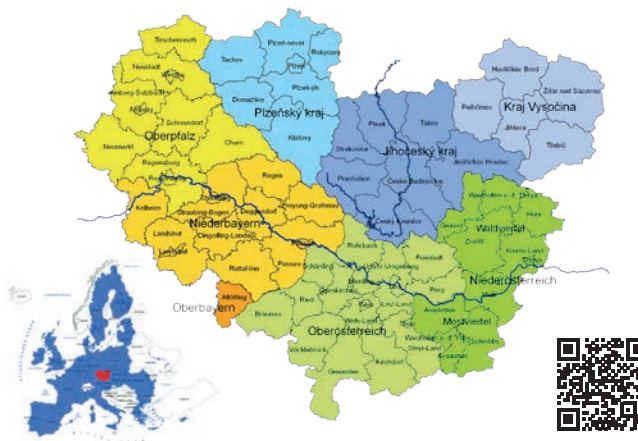 Tirschenreuth
Neustadt
Weiden
Amberg-Sulzbach
Amberg
Schwandorf
Oberpfalz
Neumarkt
Cham
Regensburg
Tachov
Plzeň-sever
Rokycany
Plzeň
Plzeň-jih
Domažlice
Plzeňský kraj
Klatovy
Havlíčkův Brod
Žďár nad Sázavou
Pelhřimov
Kraj Vysočina
Jihlava
Třebíč
Písek
Tábor
Strakonice
Jihočeský kraj
Jindřichův Hradec
Prachatice
České Budějovice
Český Krumlov
Regen
Kelheim
Straubing-Bogen
Deggendorf
Freyung-Grafenau
Niederbayern
Landshut
Dingolfing-Landau
Rottal-Inn
Passau
Altötting
Oberbayern
Horn
Waldviertel
Zwettl
Gmünd
Krems-Land
Niederösterreich
Rohrbach
Freistadt
Schärding
Perg
Ried
Wels-Land
Linz-Land
Braunau
Oberösterreich
Amstetten
Mostviertel
Scheibbs
Steyr-Land
Vöcklabruck
Kirchdorf
Gmunden